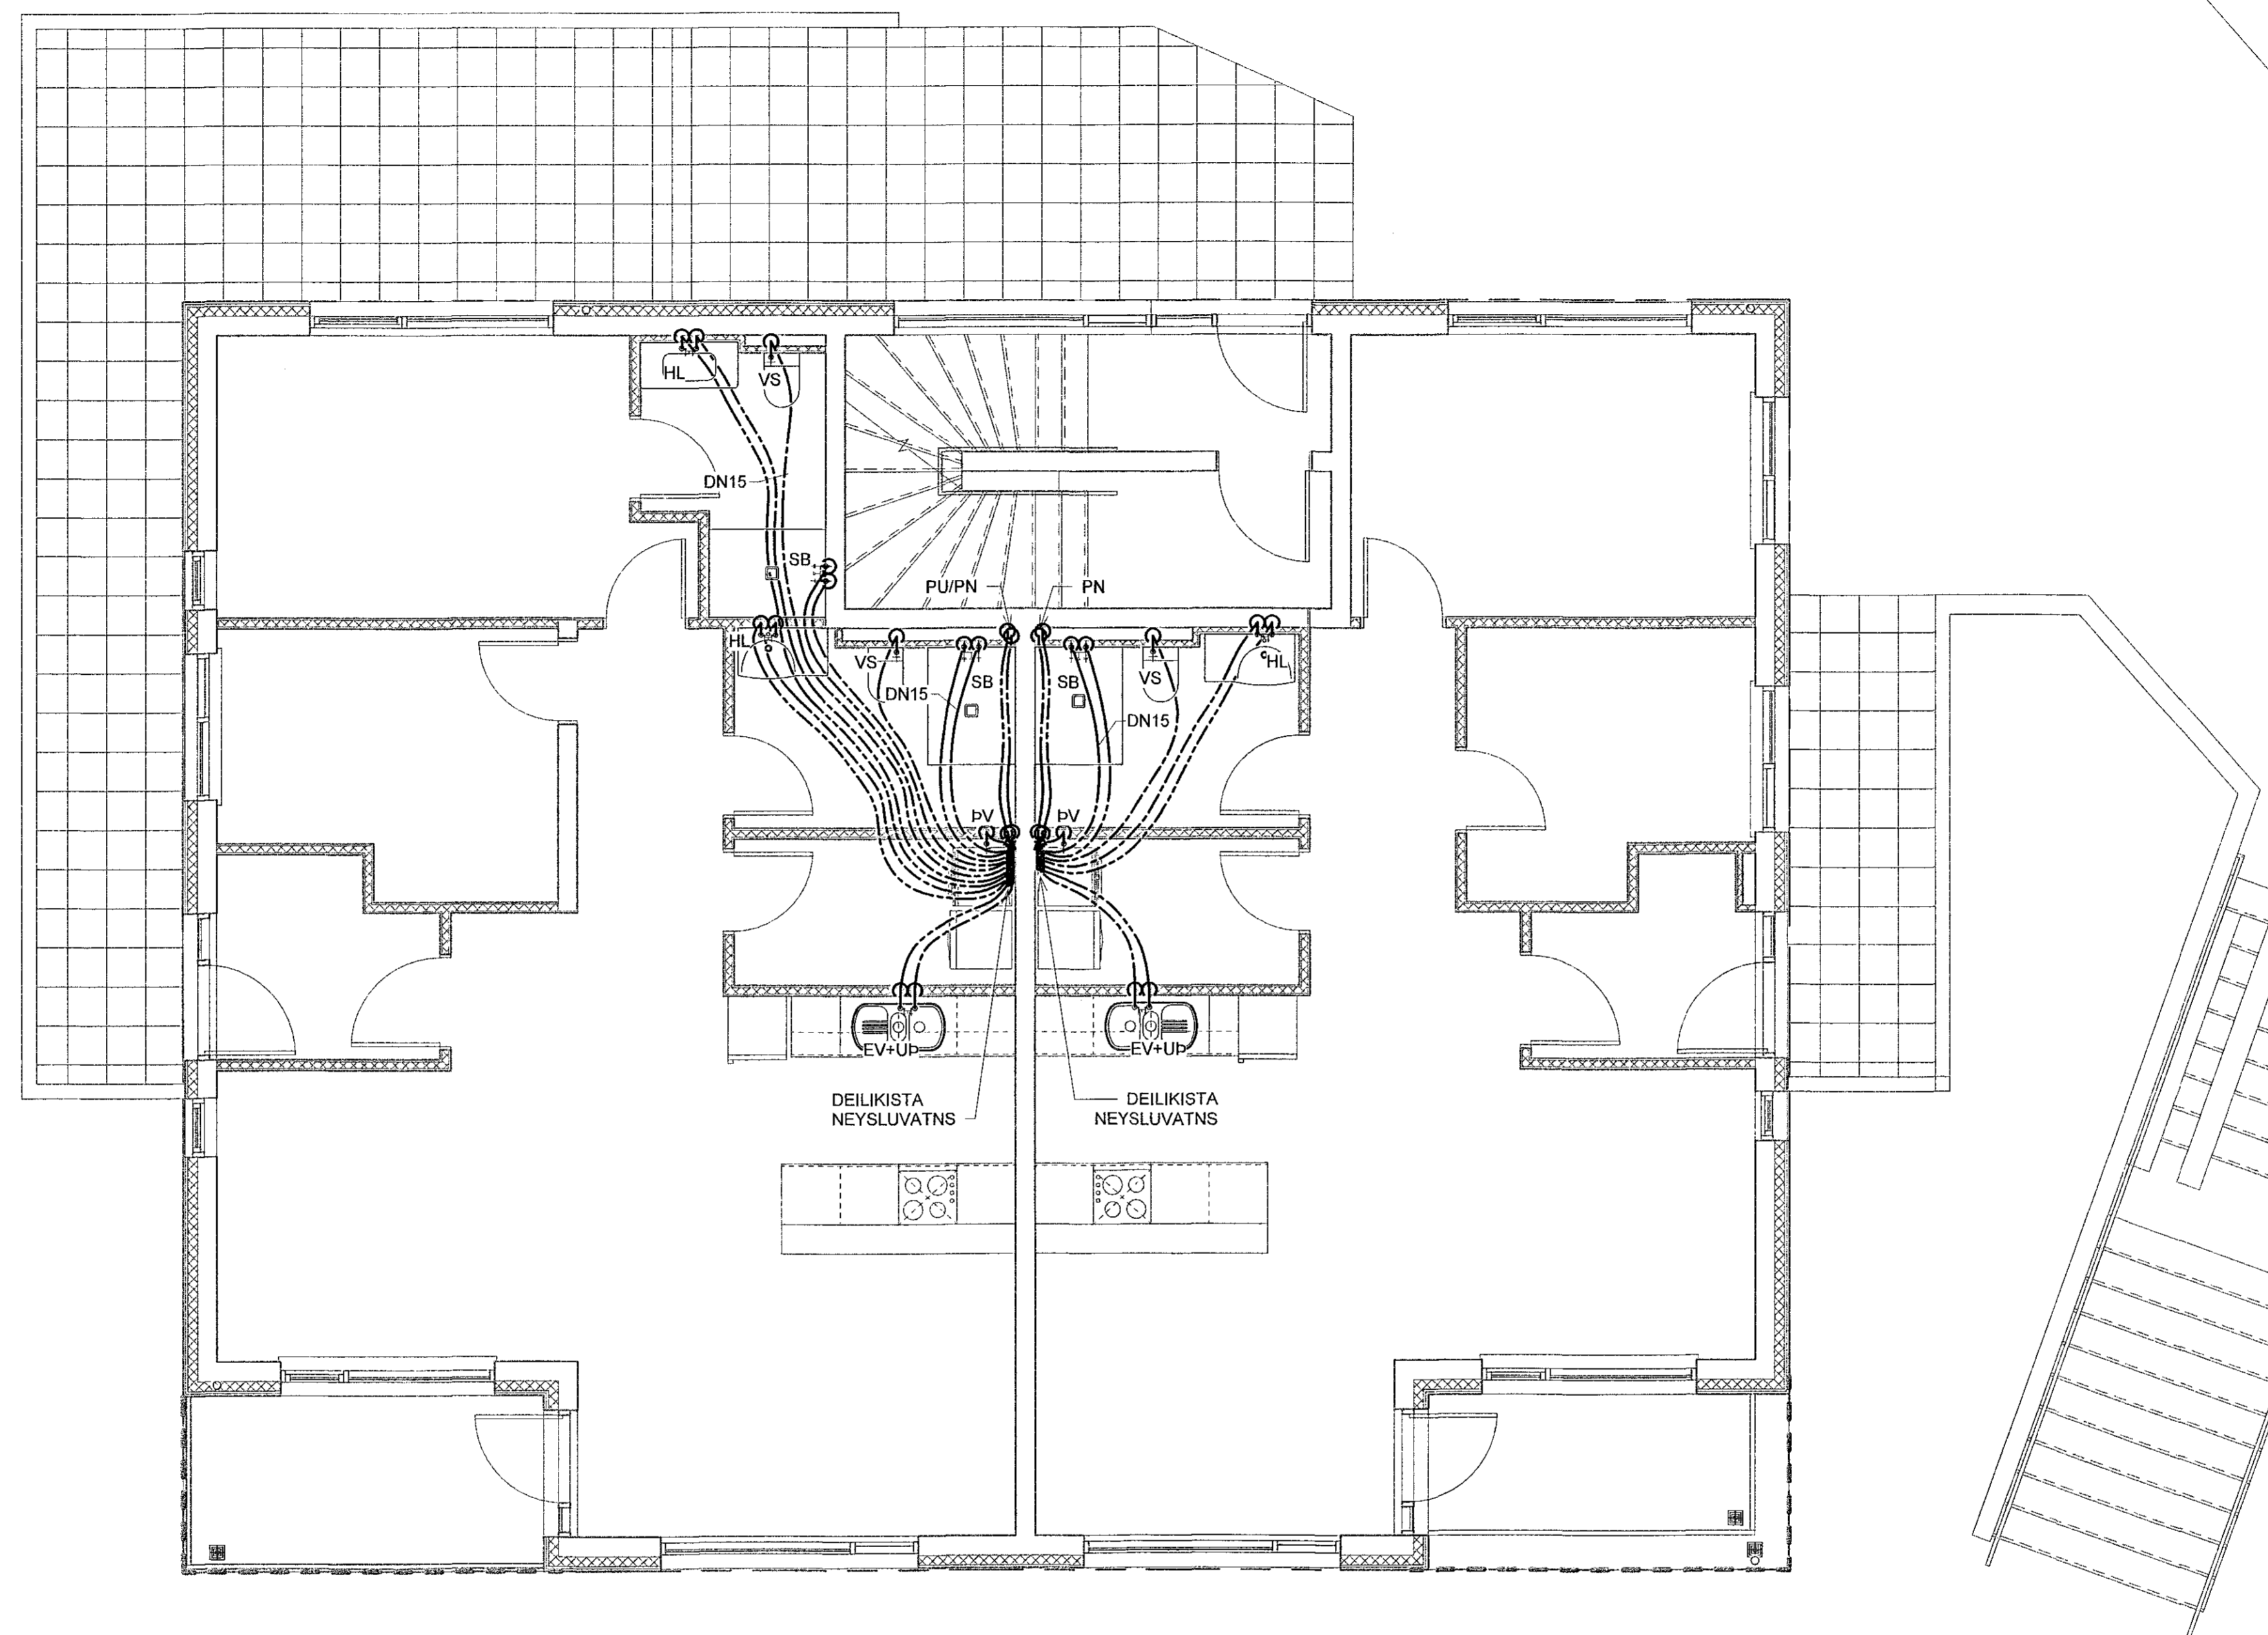 HL
VS
DN15
SB
PU/PN
PN
HL
VS
DN15
SB
SB
DN15
VS
HL
ÞV
ÞV
EV+UÞ
EV+UÞ
DEILIKISTA
NEYSLUVATNS
DEILIKISTA
NEYSLUVATNS